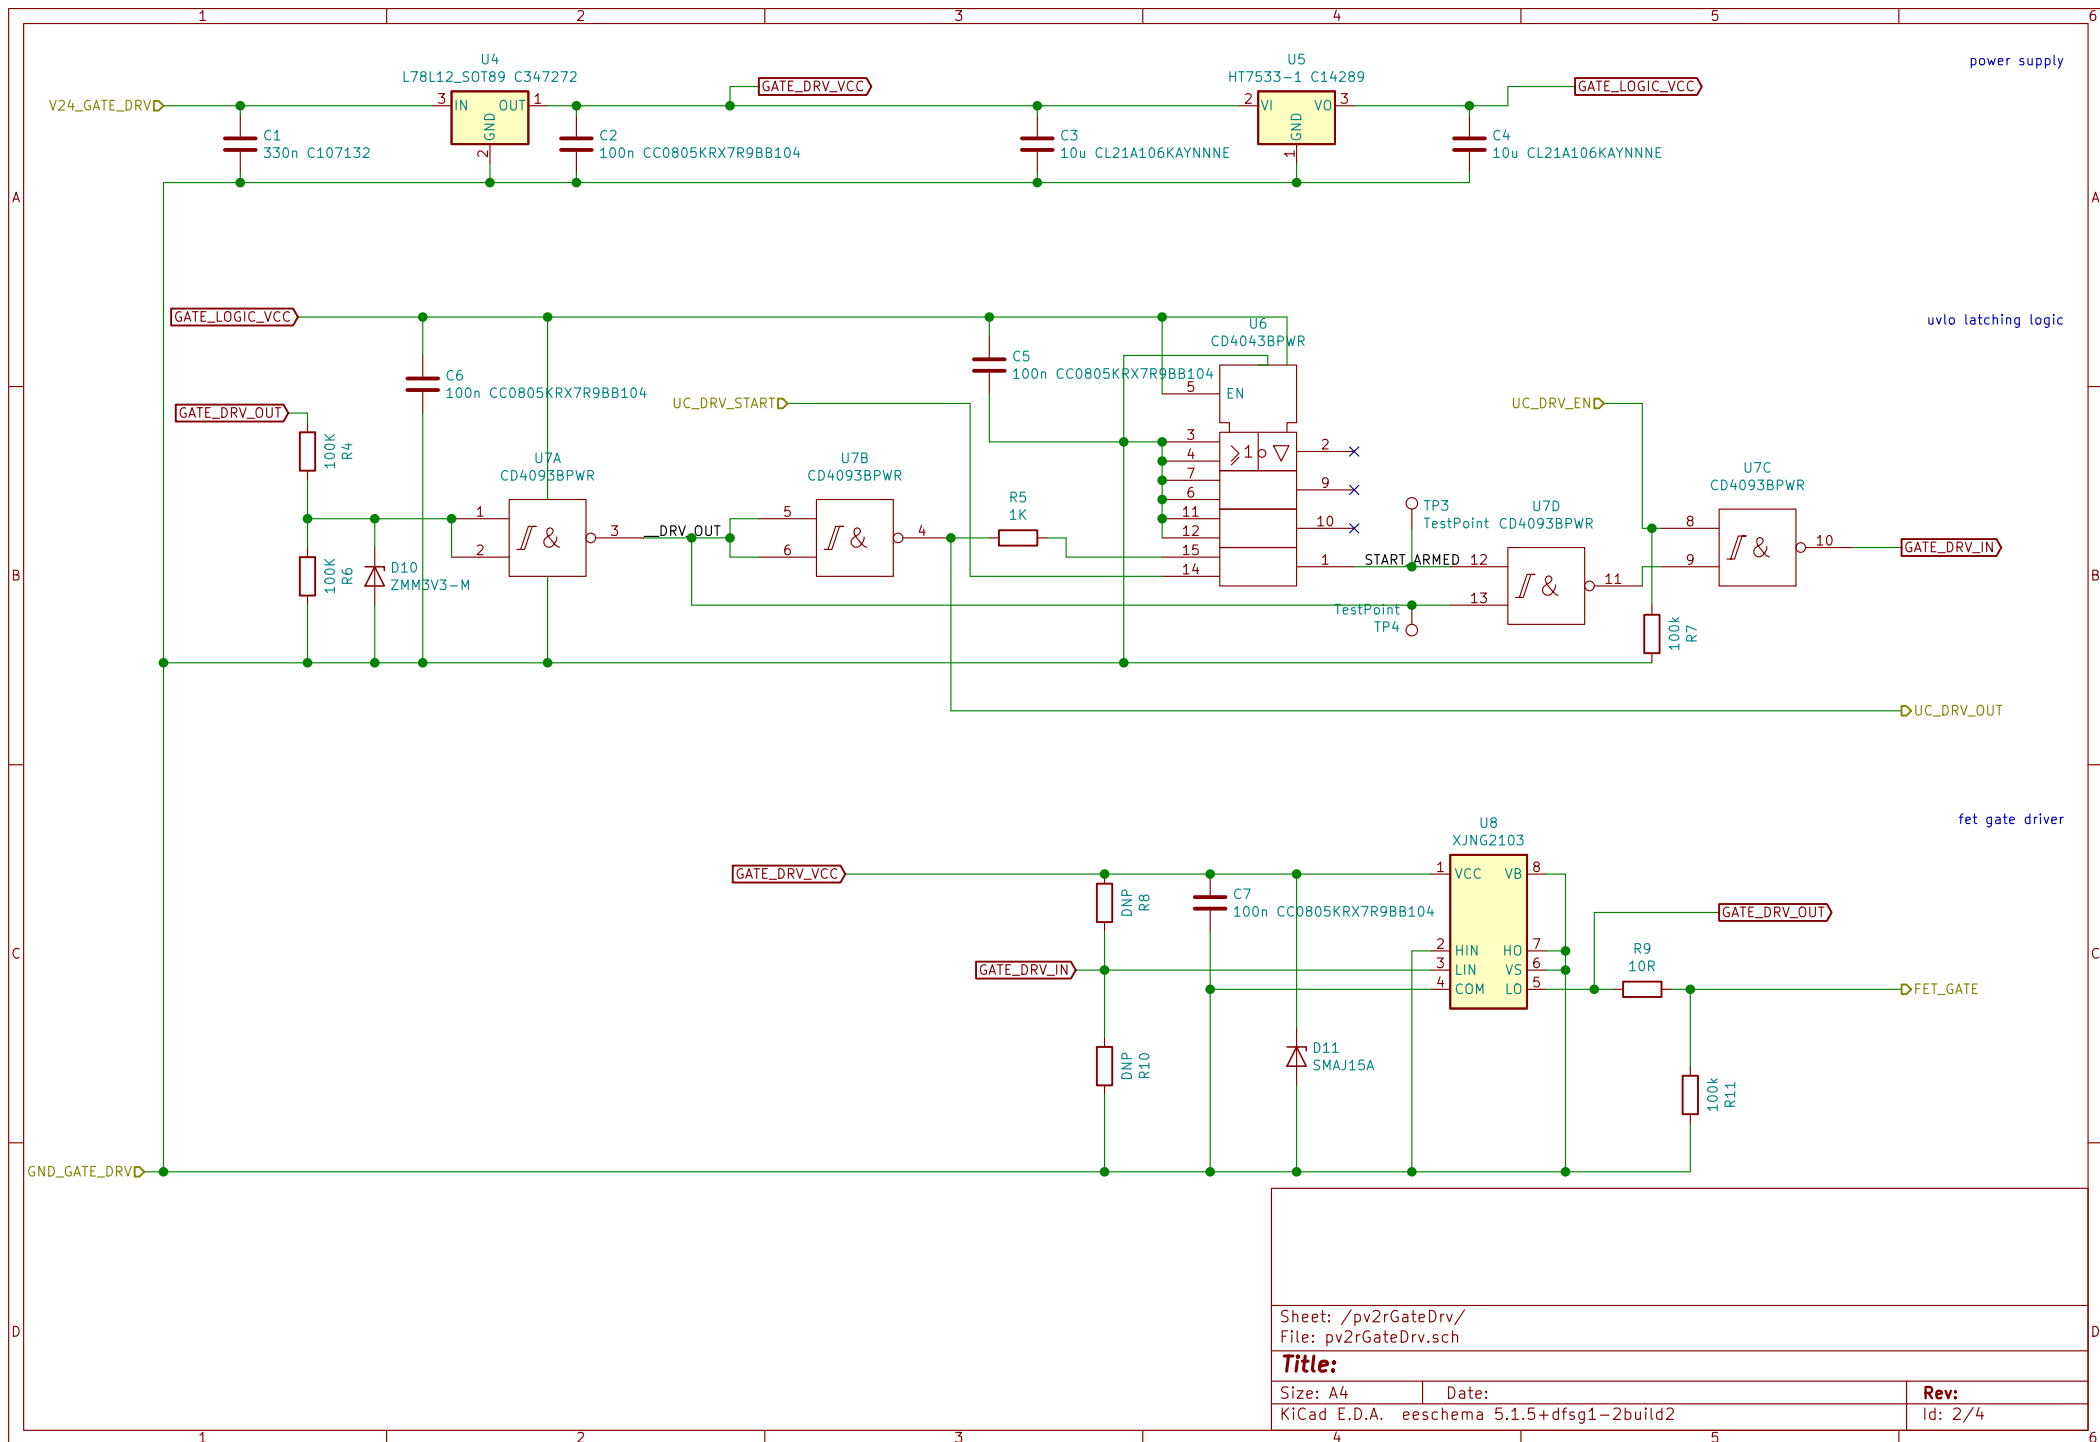 1 2 3 4 5 6
power supply
U4
L78L12_SOT89 C347272
V24_GATE_DRV
3 IN OUT 1
GND
2
GATE_DRV_VCC
C1
330n C107132
C2
100n CC0805KRX7R9BB104
C3
10u CL21A106KAYNNNE
U5
HT7533-1 C14289
2 VI VO 3
GND
1
GATE_LOGIC_VCC
C4
10u CL21A106KAYNNNE
A A
uvlo latching logic
GATE_LOGIC_VCC
C6
100n CC0805KRX7R9BB104
C5
100n CC0805KRX7R9BB104
U6
CD4043BPWR
5 EN
3
4
7
6
11
12
15
14
≥1
2
9
10
1
GATE_DRV_OUT
100K
R4
100K
R6
D10
ZMM3V3-M
U7A
CD4093BPWR
1
2
&
3
__DRV_OUT
UC_DRV_START
U7B
CD4093BPWR
5
6
&
4
R5
1K
TP3
TestPoint
START_ARMED
TestPoint
TP4
U7D
CD4093BPWR
12
13
&
11
UC_DRV_EN
U7C
CD4093BPWR
8
9
&
10
GATE_DRV_IN
100k
R7
UC_DRV_OUT
B B
fet gate driver
GATE_DRV_VCC
DNP
R8
C7
100n CC0805KRX7R9BB104
U8
XJNG2103
1 VCC VB 8
2 HIN HO 7
3 LIN VS 6
4 COM LO 5
GATE_DRV_IN
GATE_DRV_OUT
R9
10R
FET_GATE
DNP
R10
D11
SMAJ15A
100k
R11
C C
GND_GATE_DRV
D D
Sheet: /pv2rGateDrv/
File: pv2rGateDrv.sch
Title:
Size: A4 Date: Rev:
KiCad E.D.A. eeschema 5.1.5+dfsg1-2build2 Id: 2/4
1 2 3 4 5 6